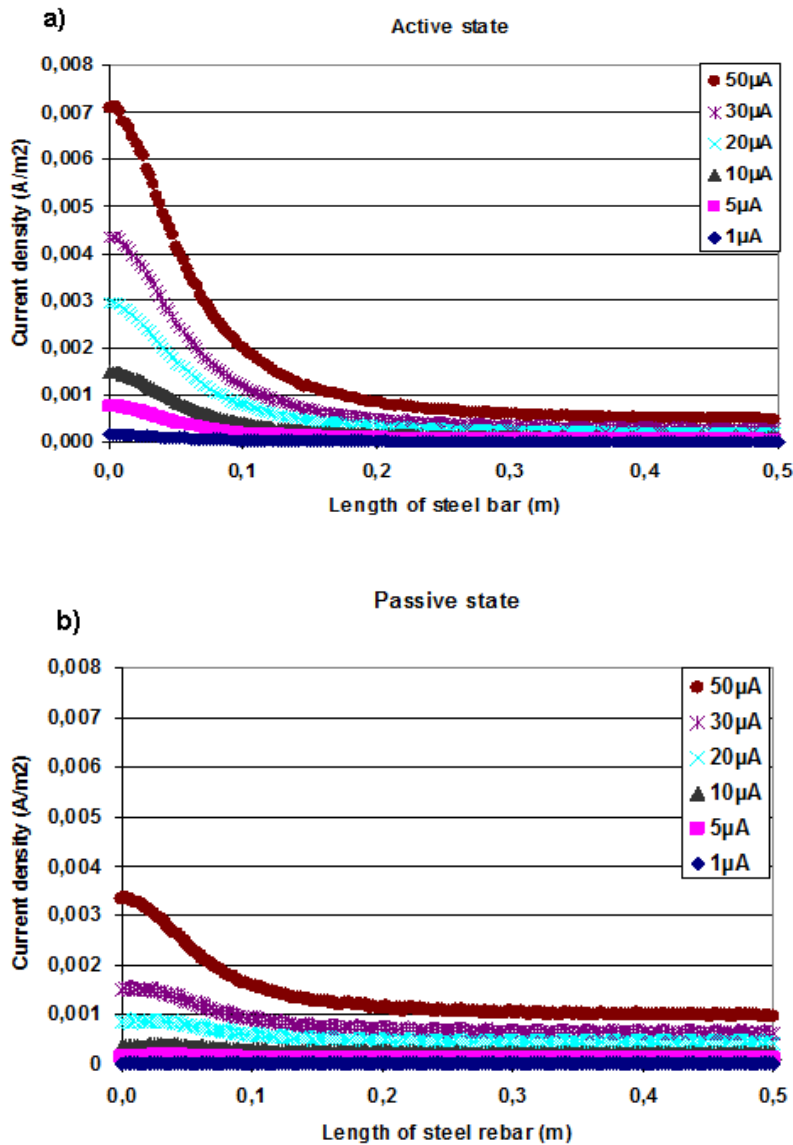 a)
Active state
Current density (A/m2)
0,008
0,007
0,006
0,005
0,004
0,003
0,002
0,001
0,000
0,0 0,1 0,2 0,3 0,4 0,5
Length of steel bar (m)
50µA
30µA
20µA
10µA
5µA
1µA
b)
Passive state
Current density (A/m2)
0,008
0,007
0,006
0,005
0,004
0,003
0,002
0,001
0
0,0 0,1 0,2 0,3 0,4 0,5
Length of steel rebar (m)
50µA
30µA
20µA
10µA
5µA
1µA